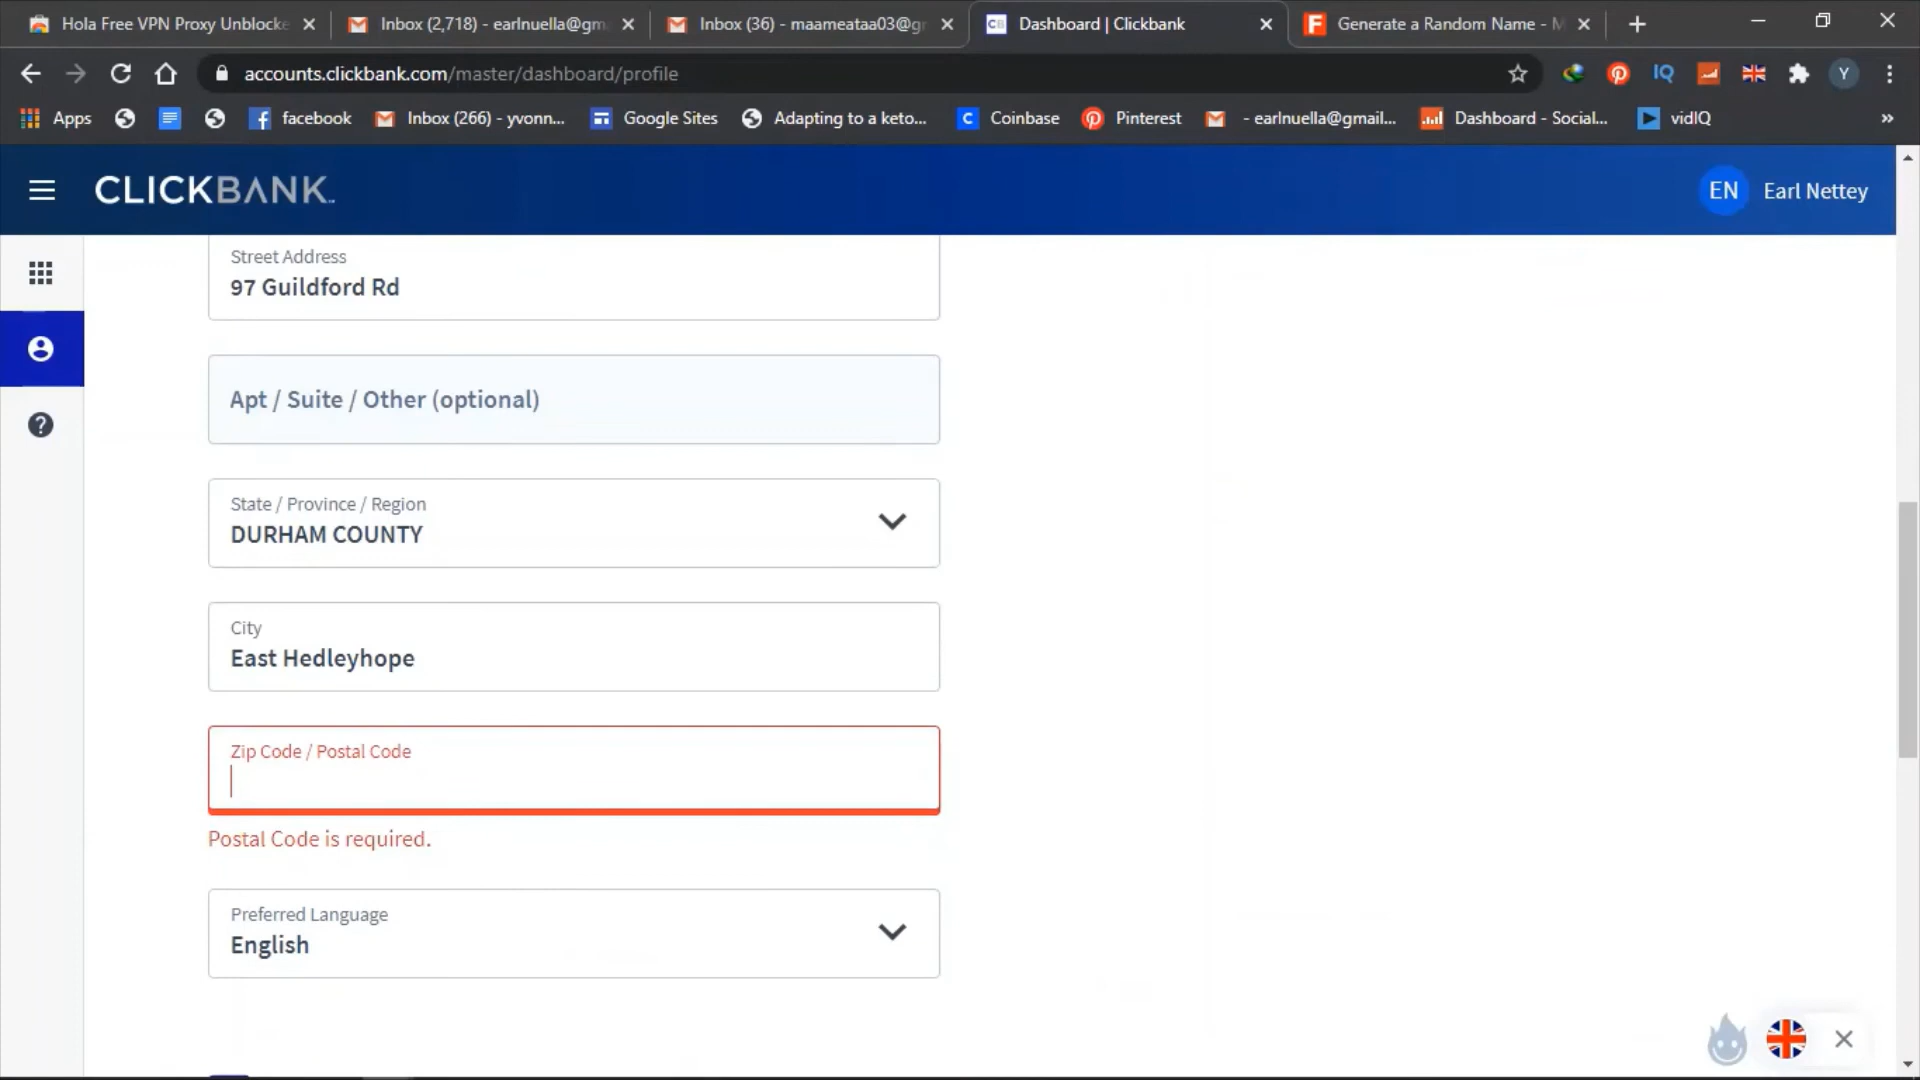 Hola Free VPN Proxy Unblocke
Inbox (2,718) - earlnuella@gm
Inbox (36) - maameataa03@gr
CB Dashboard | Clickbank
Generate a Random Name - M
accounts.clickbank.com/master/dashboard/profile
IQ
Y
Apps
facebook
Inbox (266) - yvonn...
Google Sites
Adapting to a keto...
C Coinbase
Pinterest
- earlnuella@gmail...
Dashboard - Social...
vidIQ
»
CLICKBANK
EN Earl Nettey
Street Address
97 Guildford Rd
Apt / Suite / Other (optional)
State / Province / Region
DURHAM COUNTY
City
East Hedleyhope
Zip Code / Postal Code
Postal Code is required.
Preferred Language
English